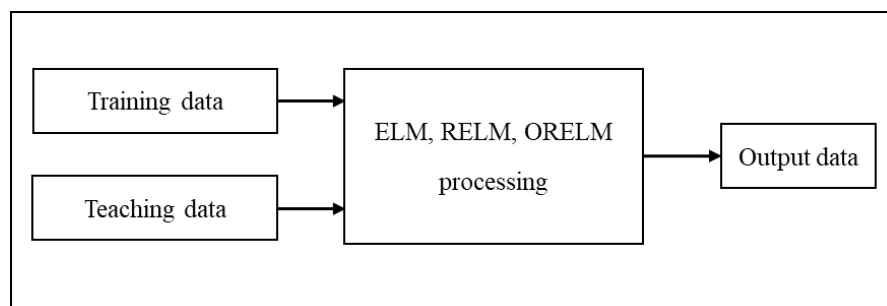 Training data
Teaching data
ELM, RELM, ORELM
processing
Output data